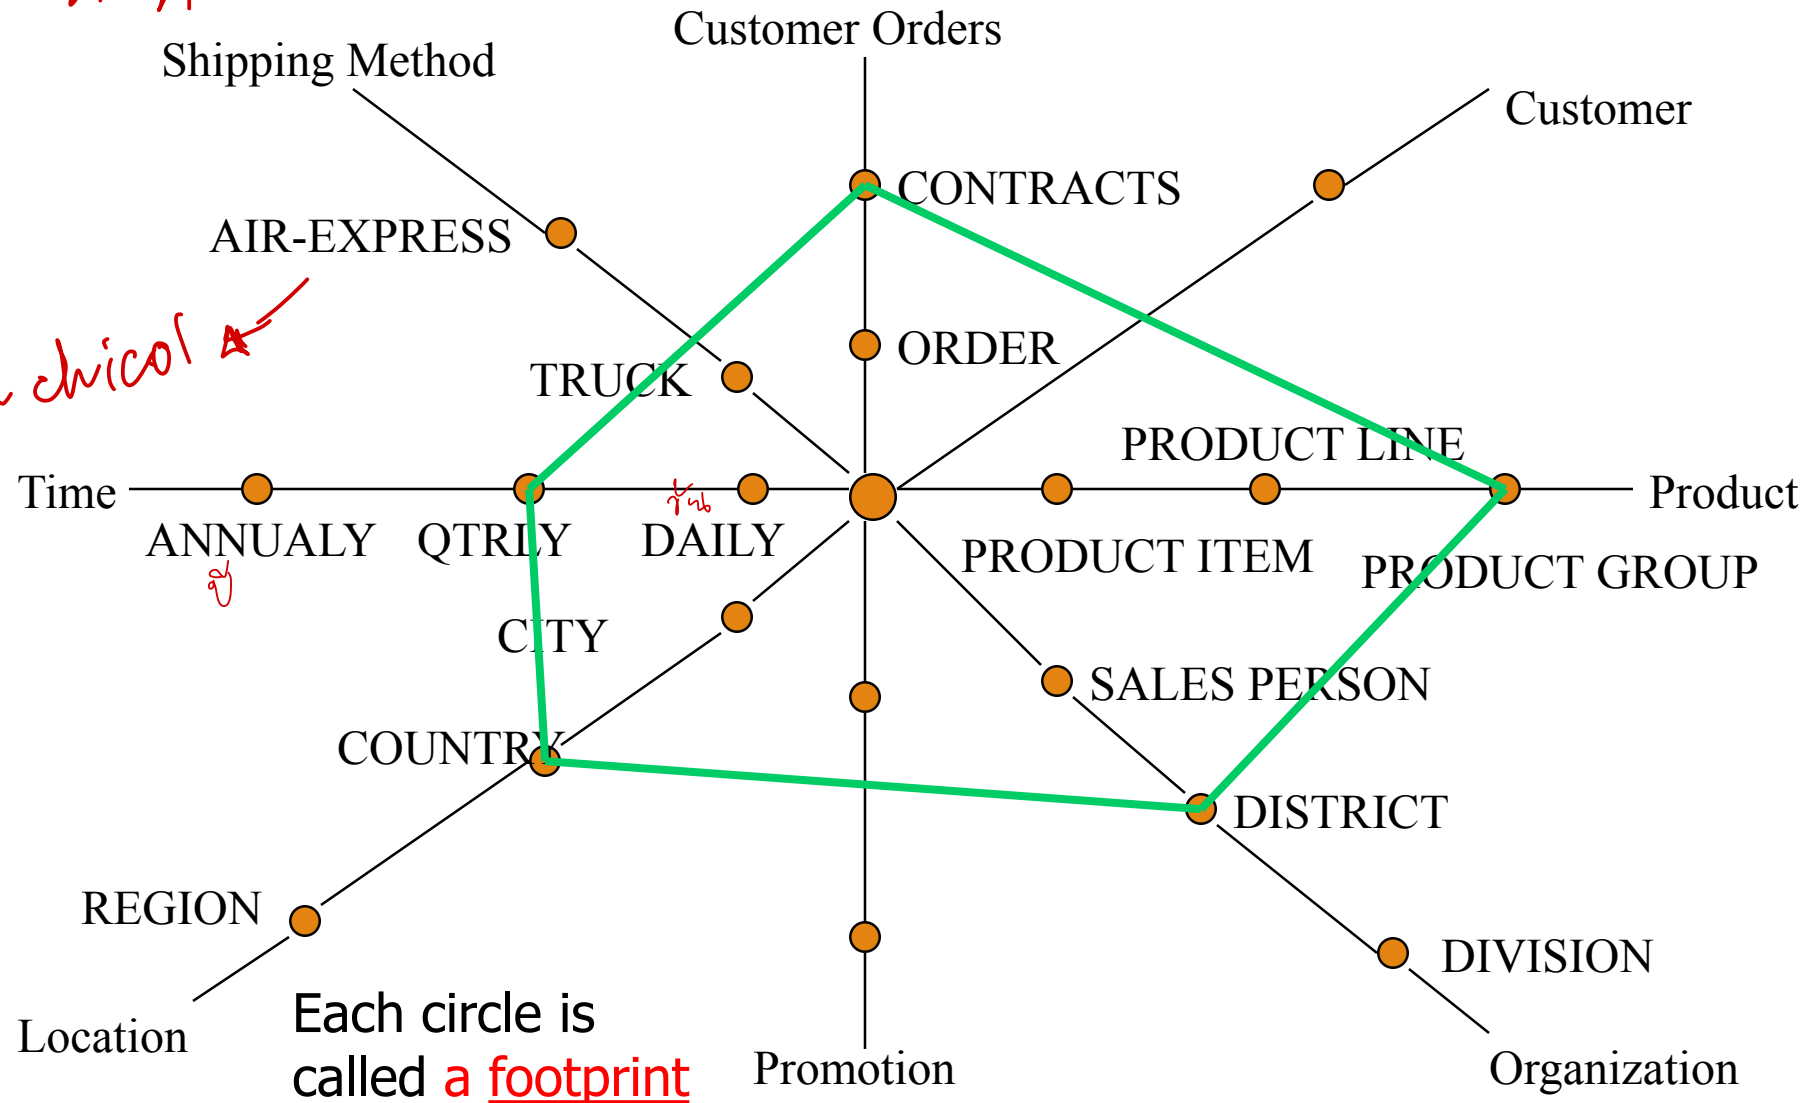 Customer Orders
Shipping Method
Customer
CONTRACTS
AIR-EXPRESS
ORDER
chicol
TRUCK
PRODUCT LINE
Time
Product
ANNUALY
QTRLY
DAILY
PRODUCT ITEM
PRODUCT GROUP
CITY
SALES PERSON
COUNTRY
DISTRICT
REGION
DIVISION
Each circle is
called a footprint
Location
Promotion
Organization